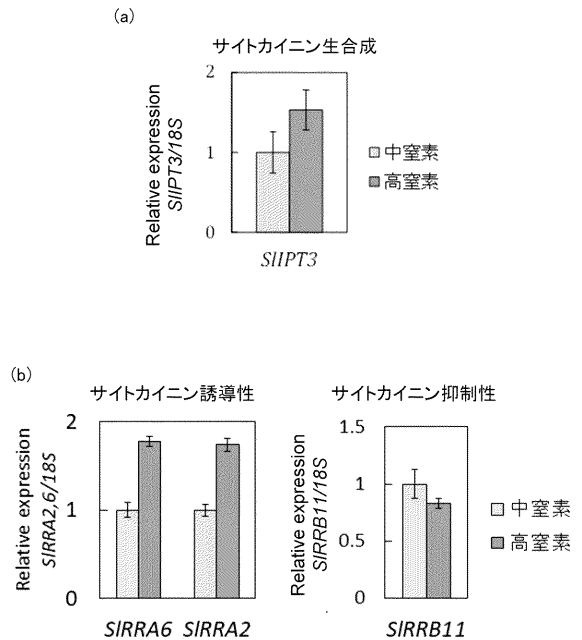 (a)
サイトカイニン生合成
Relative expression
SlIPT3/18S
2
1
0
SlIPT3
中窒素
高窒素
(b)
サイトカイニン誘導性
Relative expression
SlRRA2,6/18S
2
1
0
SlRRA6 SlRRA2
サイトカイニン抑制性
Relative expression
SlRRB11/18S
1.5
1
0.5
0
SlRRB11
中窒素
高窒素